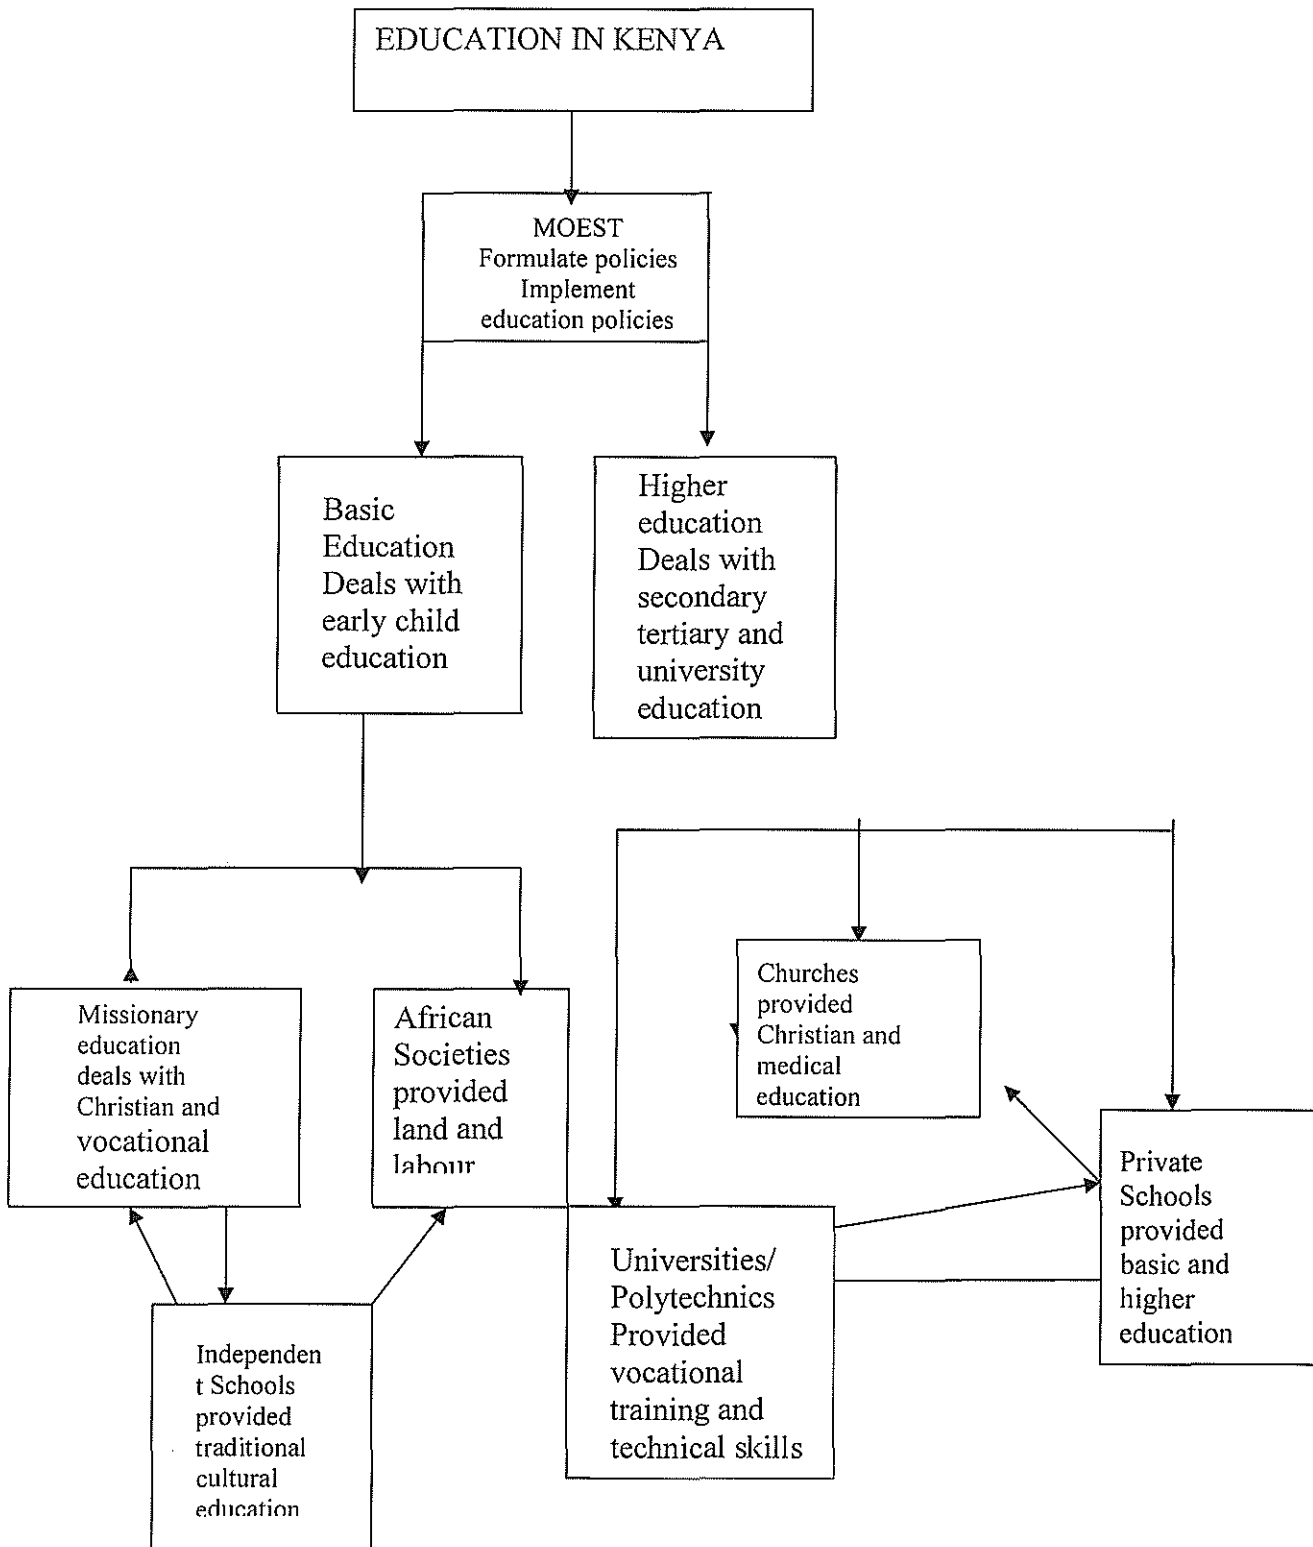 EDUCATION IN KENYA
MOEST
Formulate policies
Implement
education policies
Basic
Education
Deals with
early child
education
Higher
education
Deals with
secondary
tertiary and
university
education
Missionary
education
deals with
Christian and
vocational
education
African
Societies
provided
land and
labour
Churches
provided
Christian and
medical
education
Private
Schools
provided
basic and
higher
education
Universities/
Polytechnics
Provided
vocational
training and
technical skills
Independen
t Schools
provided
traditional
cultural
education